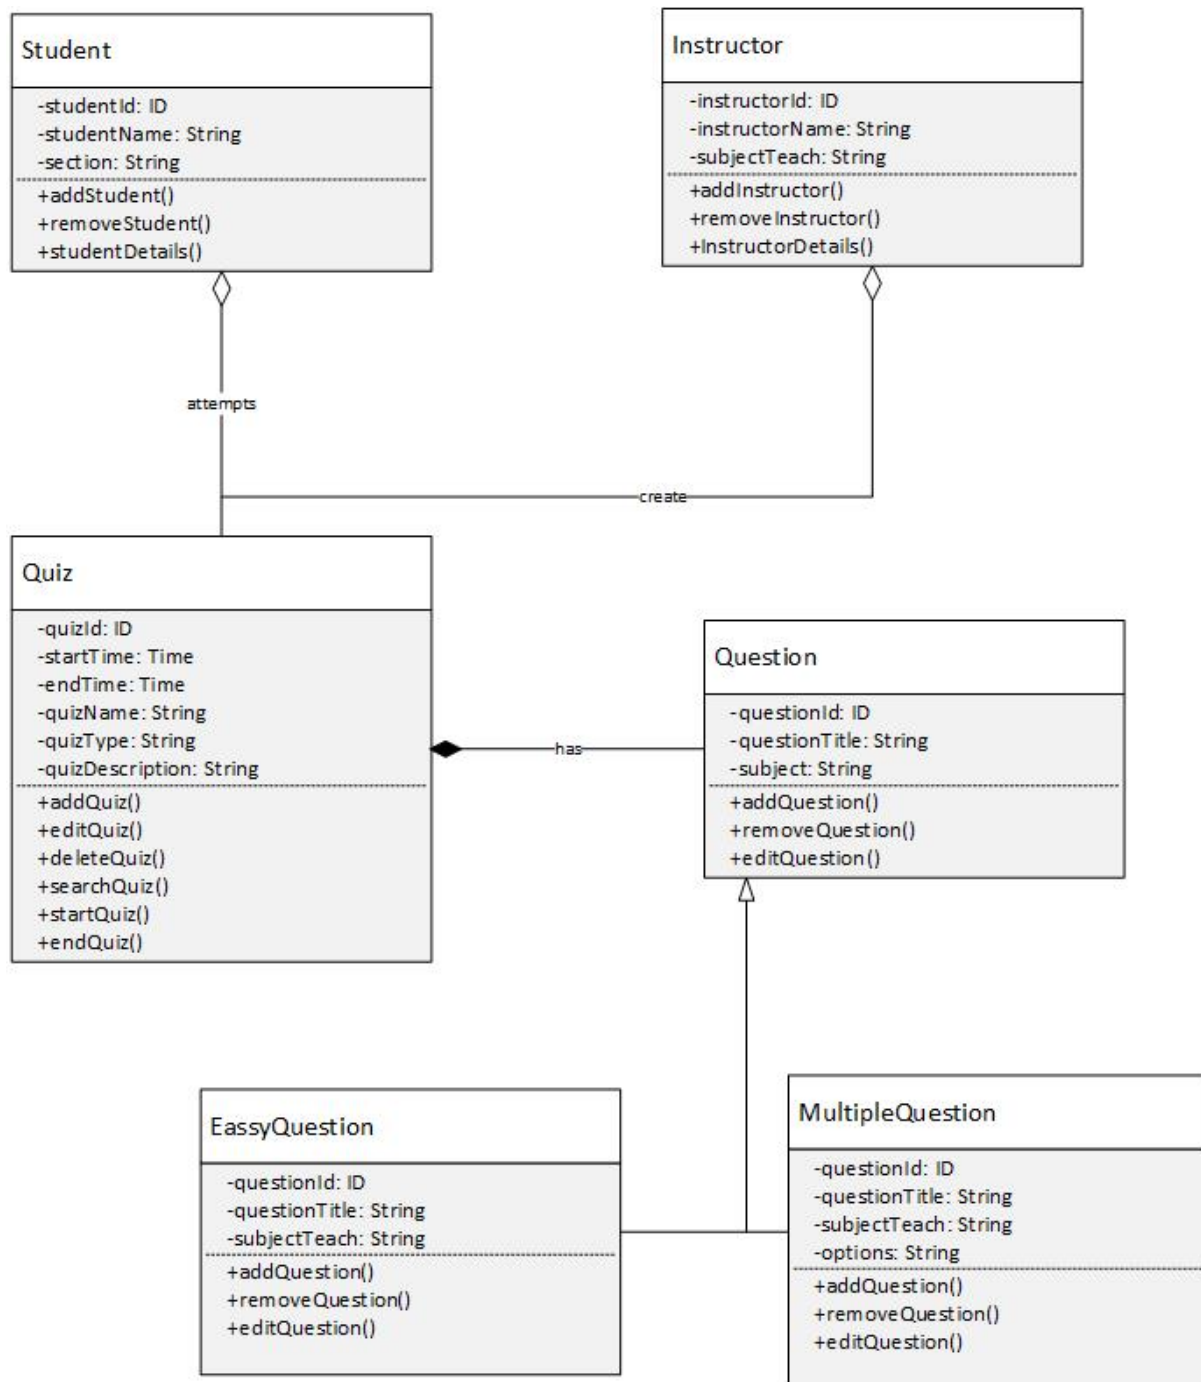 Student
-studentId: ID
-studentName: String
-section: String
+addStudent()
+removeStudent()
+studentDetails()
Instructor
-instructorId: ID
-instructorName: String
-subjectTeach: String
+addInstructor()
+removeInstructor()
+InstructorDetails()
attempts
create
Quiz
-quizId: ID
-startTime: Time
-endTime: Time
-quizName: String
-quizType: String
-quizDescription: String
+addQuiz()
+editQuiz()
+deleteQuiz()
+searchQuiz()
+startQuiz()
+endQuiz()
has
Question
-questionId: ID
-questionTitle: String
-subject: String
+addQuestion()
+removeQuestion()
+editQuestion()
EassyQuestion
-questionId: ID
-questionTitle: String
-subjectTeach: String
+addQuestion()
+removeQuestion()
+editQuestion()
MultipleQuestion
-questionId: ID
-questionTitle: String
-subjectTeach: String
-options: String
+addQuestion()
+removeQuestion()
+editQuestion()